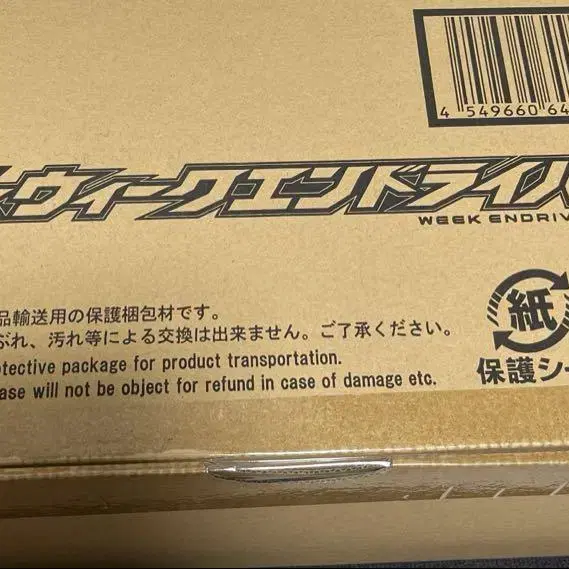 4 549660 64
ウィークエンドライバ
WEEK ENDRIV
品輸送用の保護梱包材です。
ぶれ、汚れ等による交換は出来ません。ご了承ください。
otective package for product transportation.
ase will not be object for refund in case of damage etc.
紙
保護シー